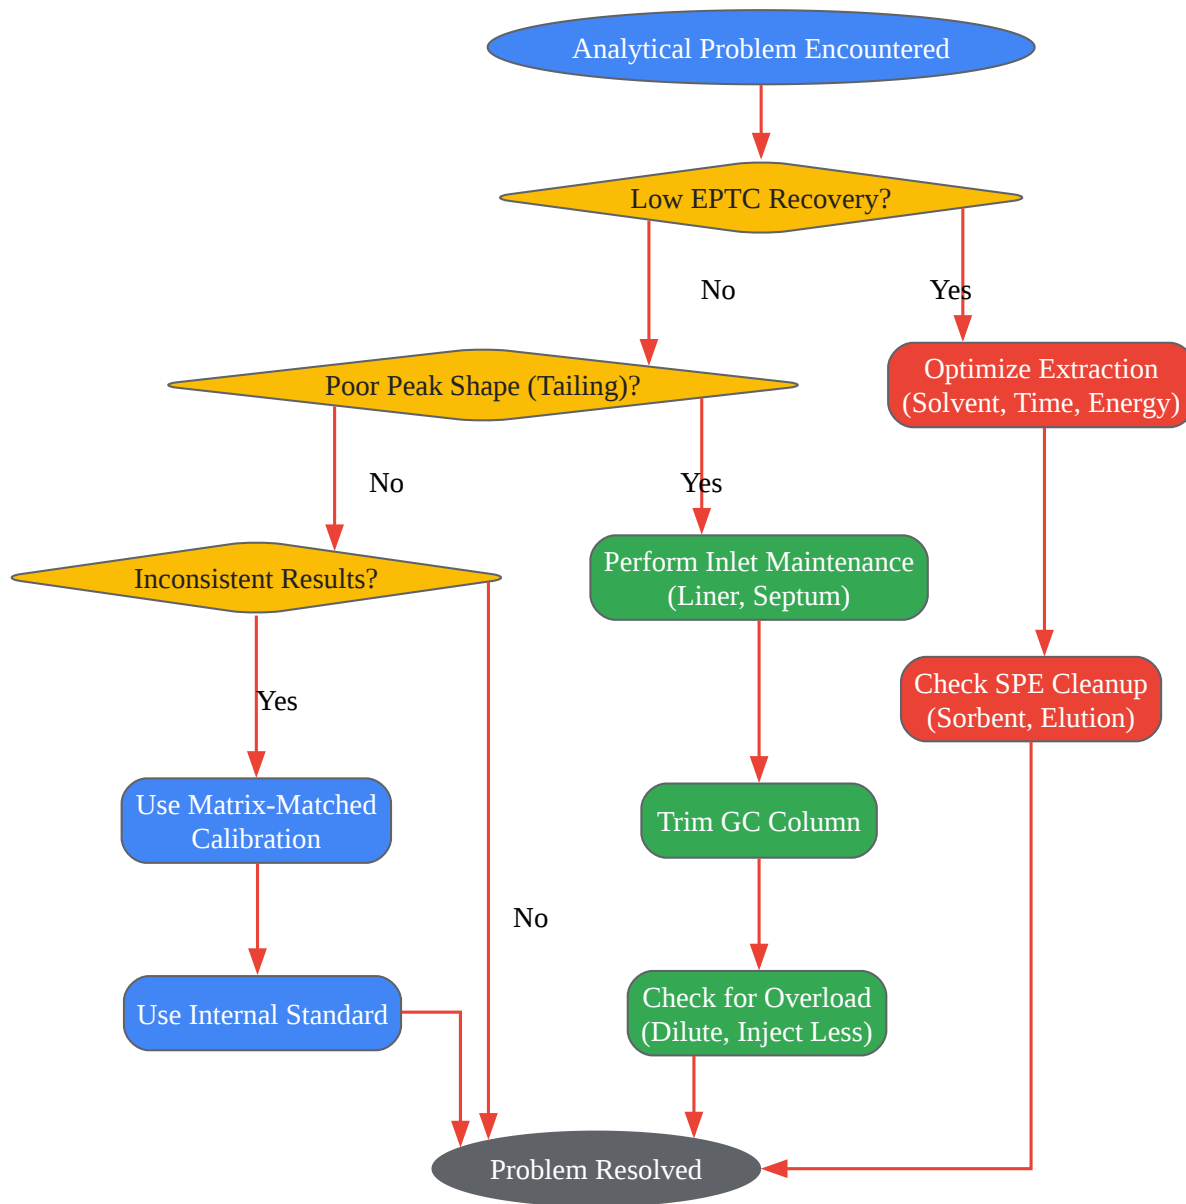 Analytical Problem Encountered
Low EPTC Recovery?
No
Yes
Poor Peak Shape (Tailing)?
Optimize Extraction
(Solvent, Time, Energy)
No
Yes
Inconsistent Results?
Perform Inlet Maintenance
(Liner, Septum)
Check SPE Cleanup
(Sorbent, Elution)
Yes
Use Matrix-Matched
Calibration
Trim GC Column
No
Use Internal Standard
Check for Overload
(Dilute, Inject Less)
Problem Resolved